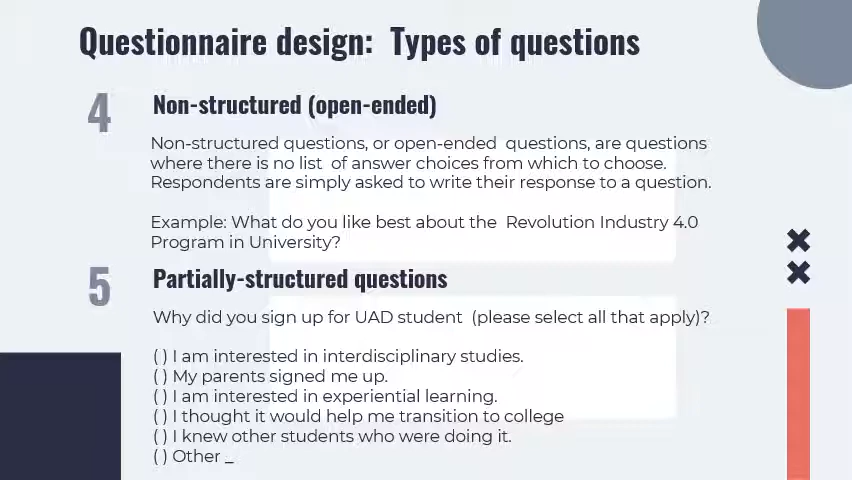 Questionnaire design:  Types of questions
4
Non-structured (open-ended)
Non-structured questions, or open-ended  questions, are questions
where there is no list  of answer choices from which to choose.
Respondents are simply asked to write their response to a question.
Example: What do you like best about the  Revolution Industry 4.0
Program in University?
5
Partially-structured questions
Why did you sign up for UAD student  (please select all that apply)?
( ) I am interested in interdisciplinary studies.
( ) My parents signed me up.
( ) I am interested in experiential learning.
( ) I thought it would help me transition to college
( ) I knew other students who were doing it.
( ) Other _